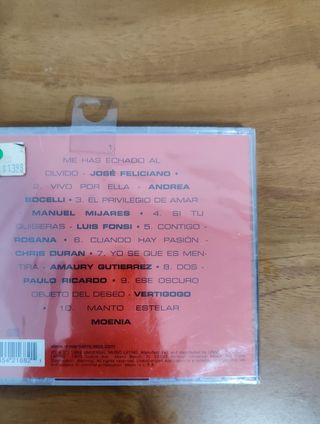 $1399
ME HAS ECHADO AL
OLVIDO - JOSÉ FELICIANO •
2. VIVO POR ELLA - ANDREA
BOCELLI • 3. EL PRIVILEGIO DE AMAR
MANUEL MIJARES • 4. SI TU
QUISIERAS - LUIS FONSI • 5. CONTIGO -
ROSANA • 6. CUANDO HAY PASIÓN -
CHRIS DURAN • 7. YO SE QUE ES MEN-
TIRA - AMAURY GUTIERREZ • 8. DOS -
PAULO RICARDO • 9. ESE OSCURO
OBJETO DEL DESEO - VERTIGOGO
• 10. MANTO ESTELAR
MOENIA